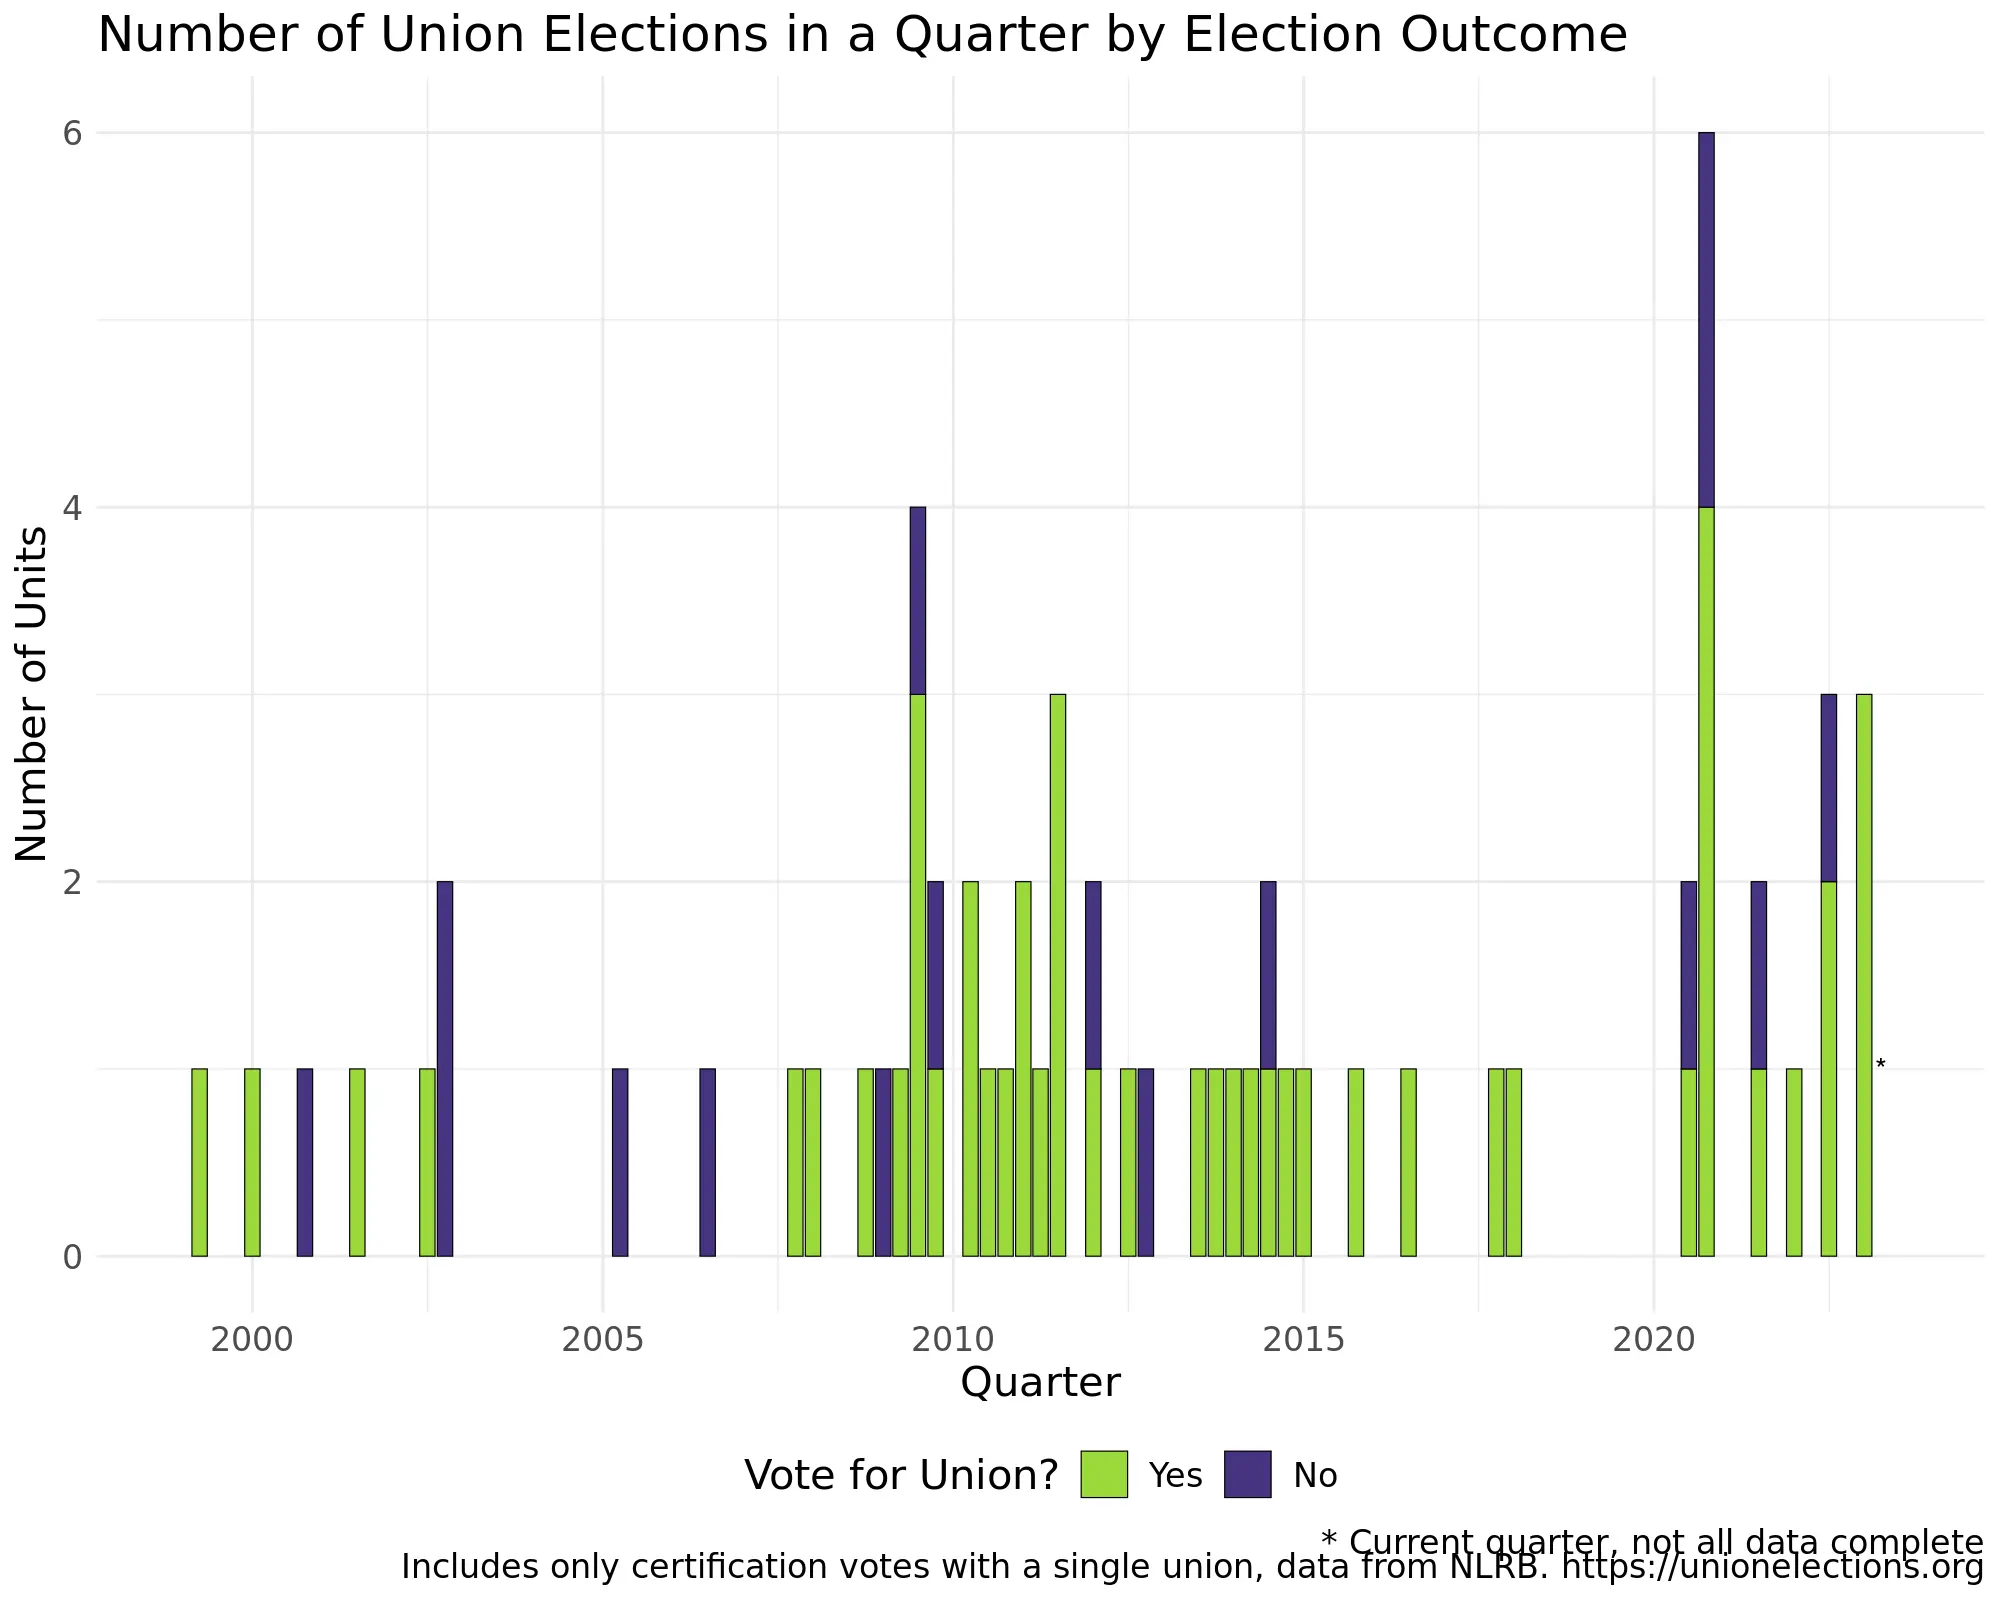 Number of Union Elections in a Quarter by Election Outcome
Number of Units
6
4
2
0
*
2000 2005 2010 2015 2020
Quarter
Vote for Union? Yes No
* Current quarter, not all data complete
Includes only certification votes with a single union, data from NLRB. https://unionelections.org